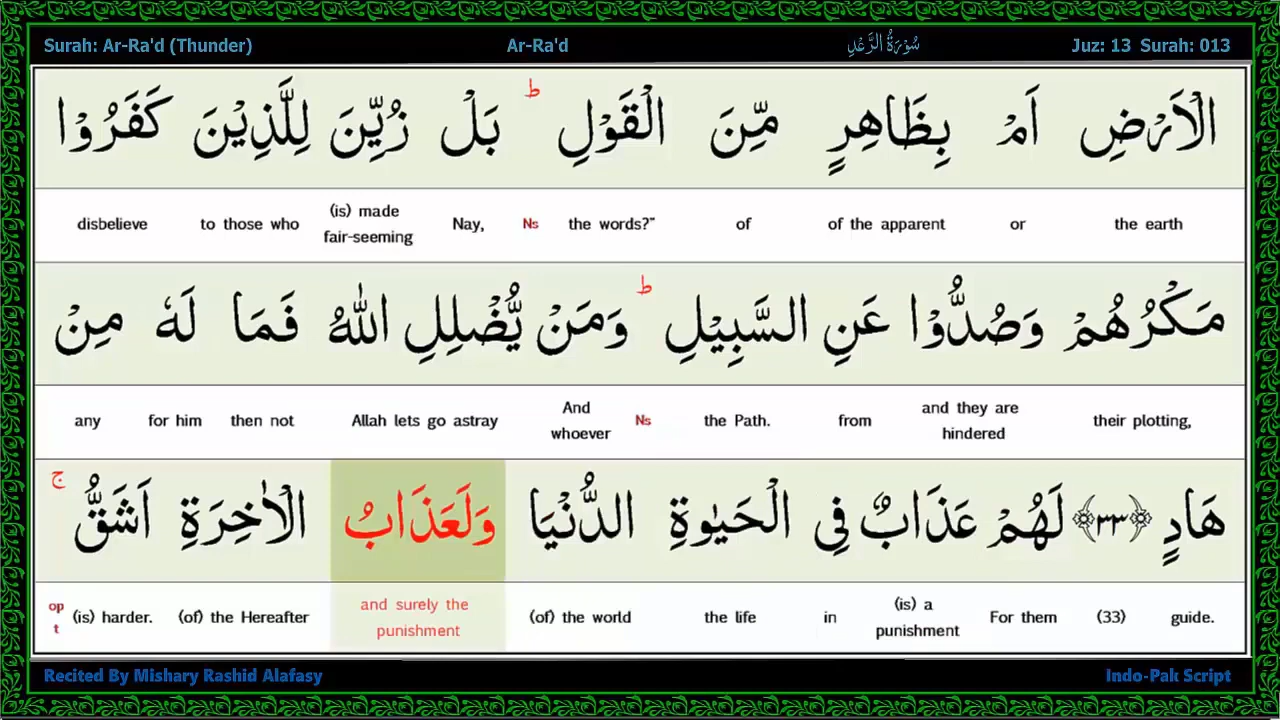 Surah: Ar-Ra'd (Thunder) Ar-Ra'd سُوْرَةُ الرَّعْدِ Juz: 13 Surah: 013
الْاَرْضِ اَمْ بِظَاهِرٍ مِّنَ الْقَوْلِ ؕ بَلْ زُيِّنَ لِلَّذِيْنَ كَفَرُوْا
disbelieve to those who (is) made fair-seeming Nay, Ns the words?" of of the apparent or the earth
مَكْرُهُمْ وَصُدُّوْا عَنِ السَّبِيْلِ ؕ وَمَنْ يُّضْلِلِ اللّٰهُ فَمَا لَهٗ مِنْ
any for him then not Allah lets go astray And whoever Ns the Path. from and they are hindered their plotting,
هَادٍ ﴿۳۳﴾ لَهُمْ عَذَابٌ فِى الْحَيٰوةِ الدُّنْيَا وَلَعَذَابُ الْاٰخِرَةِ اَشَقُّ ۚ
op t (is) harder. (of) the Hereafter and surely the punishment (of) the world the life in (is) a punishment For them (33) guide.
Recited By Mishary Rashid Alafasy Indo-Pak Script